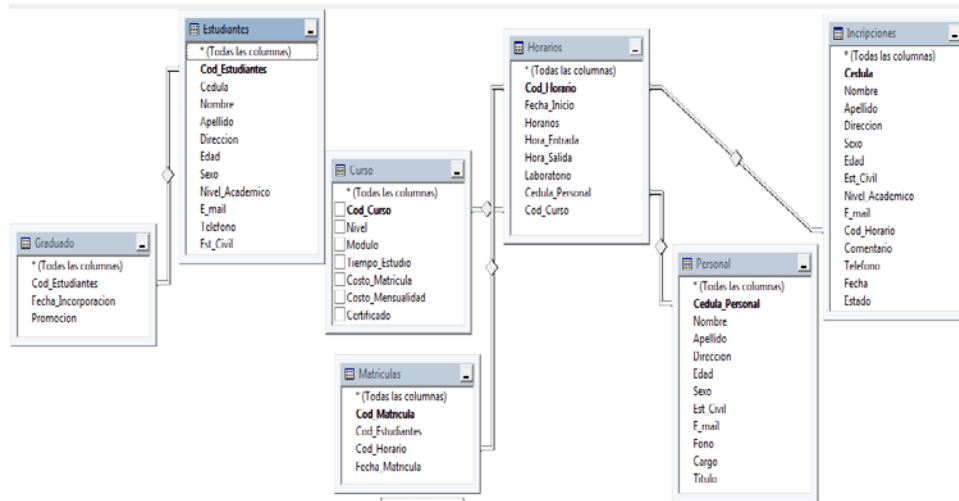 Estudiantes
* (Todas las columnas)
Cod_Estudiantes
Cedula
Nombre
Apellido
Direccion
Edad
Sexo
Nivel_Academico
E_mail
Telefono
Est_Civil
Graduado
* (Todas las columnas)
Cod_Estudiantes
Fecha_Incorporacion
Promocion
Curso
* (Todas las columnas)
Cod_Curso
Nivel
Modulo
Tiempo_Estudio
Costo_Matricula
Costo_Mensualidad
Certificado
Matriculas
* (Todas las columnas)
Cod_Matricula
Cod_Estudiantes
Cod_Horario
Fecha_Matricula
Horarios
* (Todas las columnas)
Cod_Horario
Fecha_Inicio
Horarios
Hora_Entrada
Hora_Salida
Laboratorio
Cedula_Personal
Cod_Curso
Personal
* (Todas las columnas)
Cedula_Personal
Nombre
Apellido
Direccion
Edad
Sexo
Est_Civil
E_mail
Fono
Cargo
Titulo
Incripciones
* (Todas las columnas)
Cedula
Nombre
Apellido
Direccion
Sexo
Edad
Est_Civil
Nivel_Academico
E_mail
Cod_Horario
Comentario
Telefono
Fecha
Estado